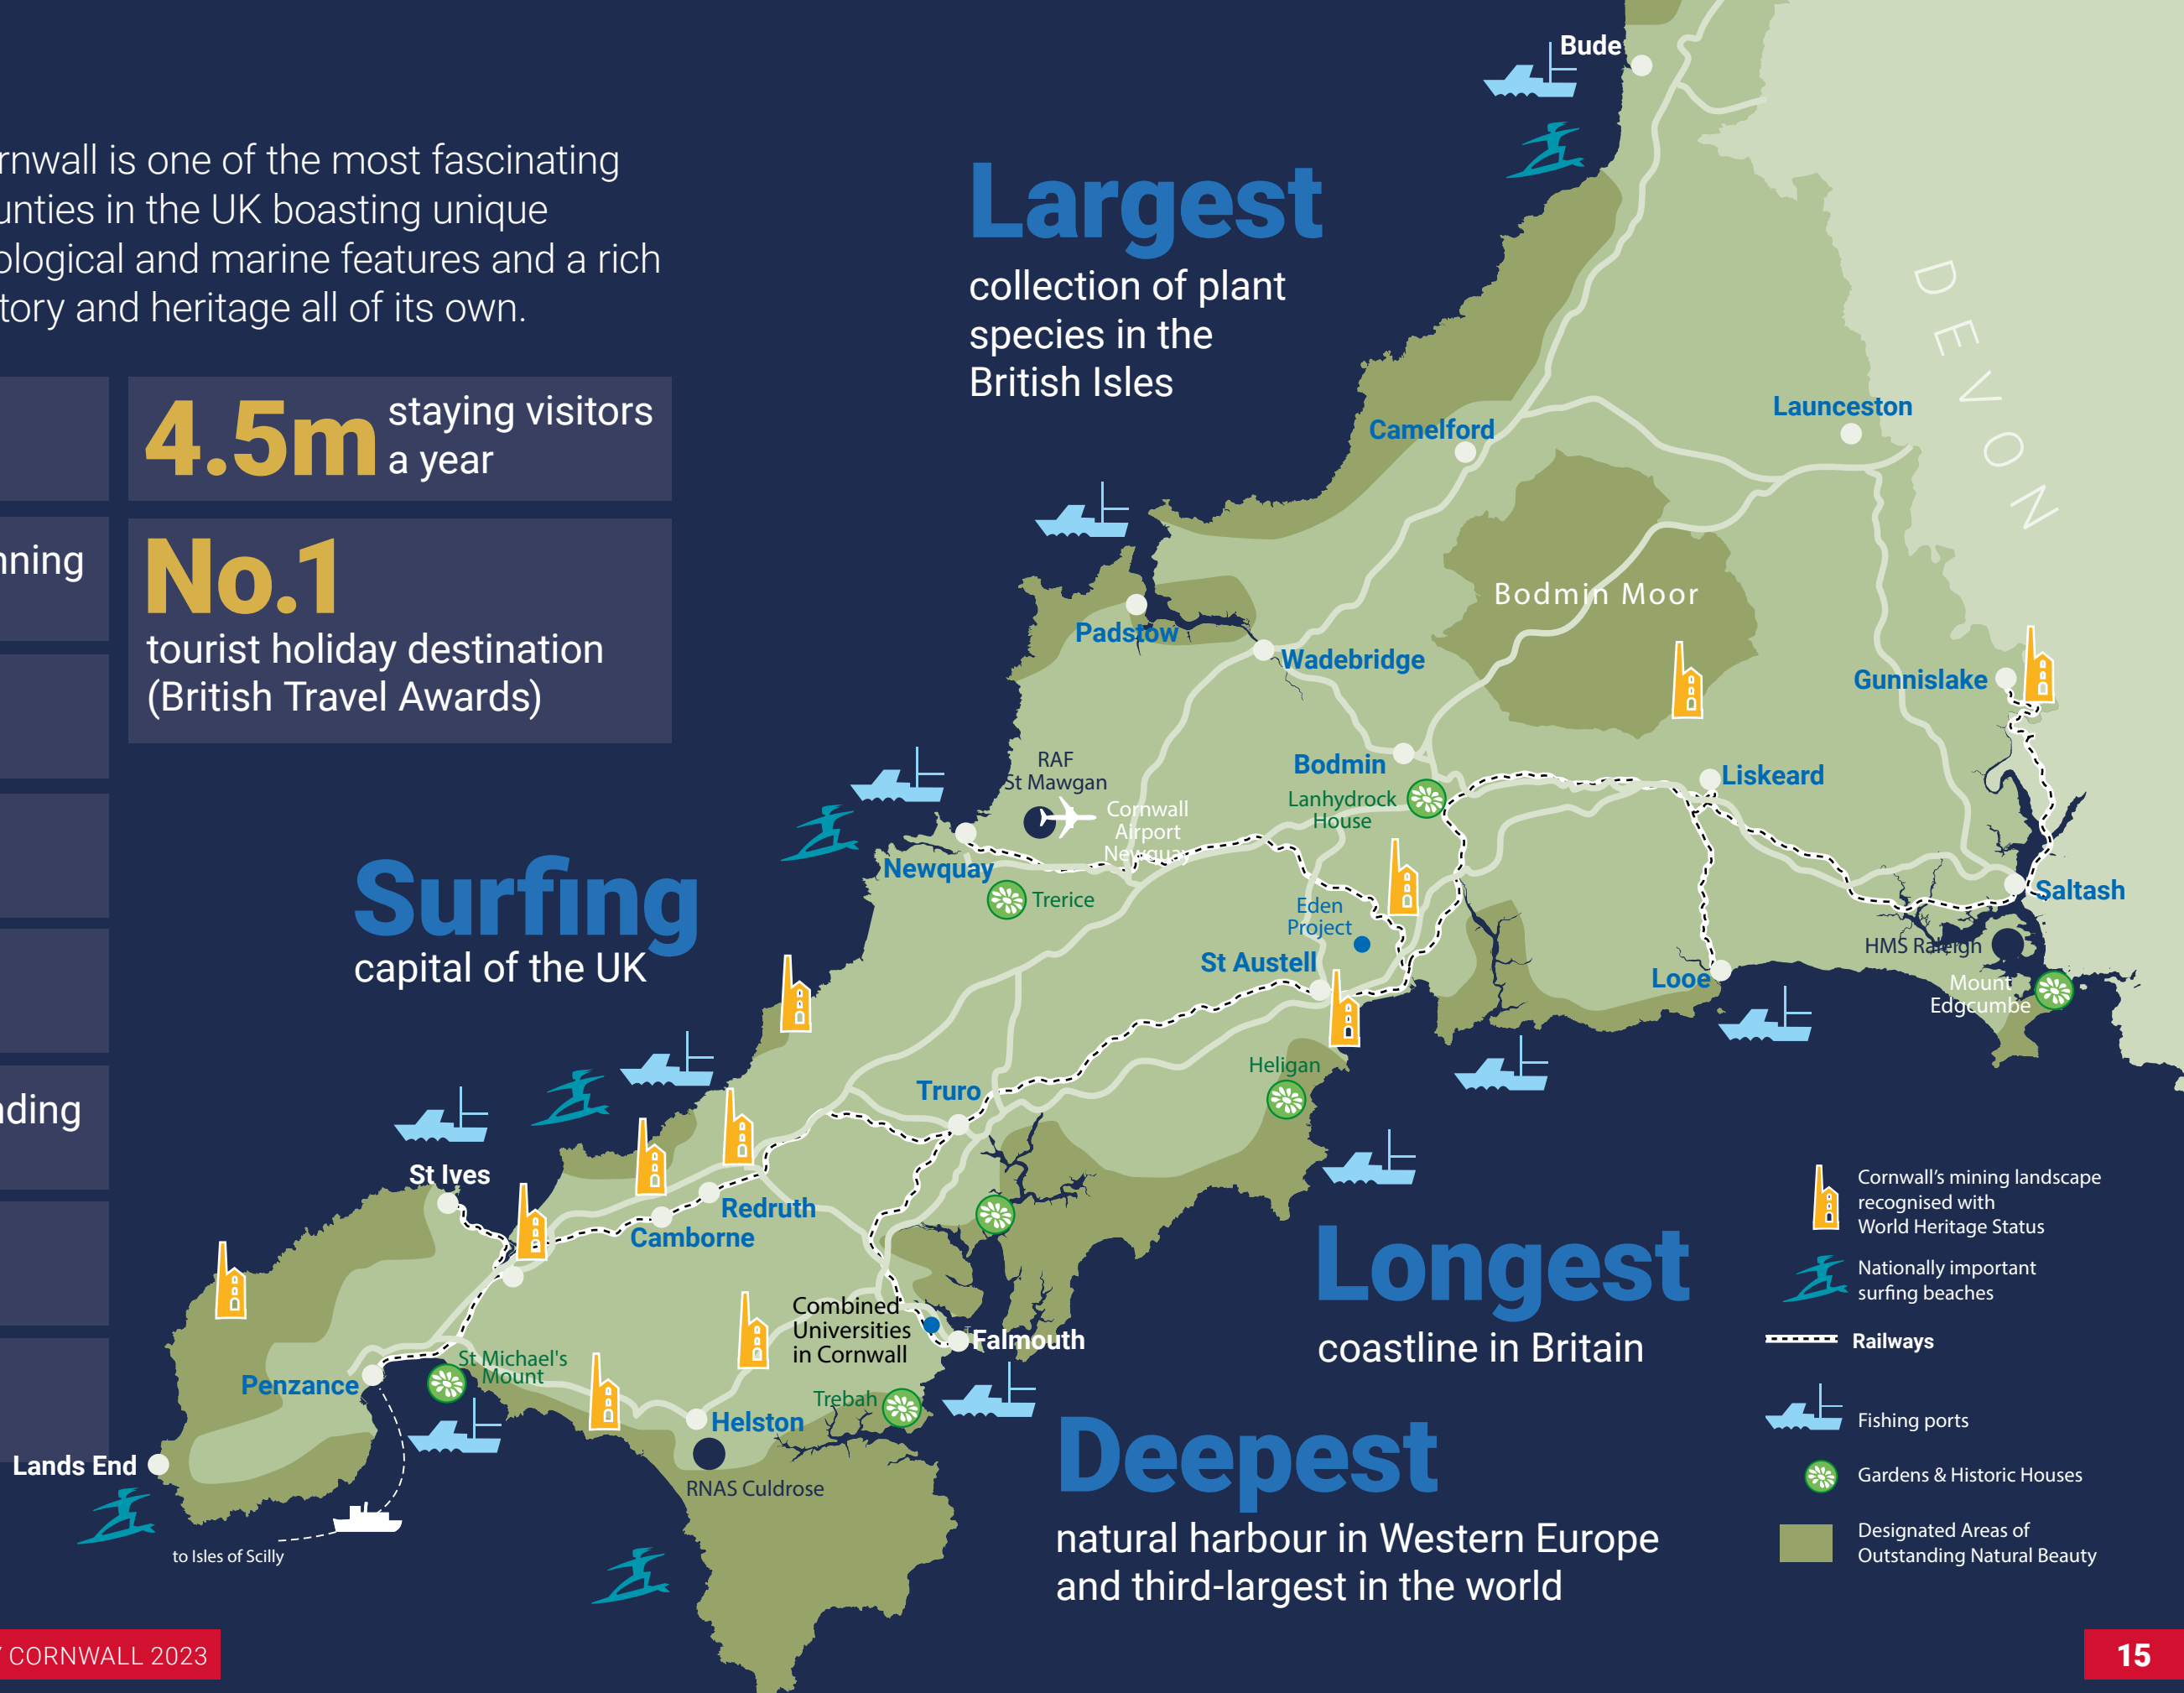 rnwall is one of the most fascinating
unties in the UK boasting unique
ological and marine features and a rich
tory and heritage all of its own.
4.5m
staying visitors
a year
nning
No.1
tourist holiday destination
(British Travel Awards)
nding
Largest
collection of plant
species in the
British Isles
Surfing
capital of the UK
Longest
coastline in Britain
Deepest
natural harbour in Western Europe
and third-largest in the world
Bude
DEVON
Launceston
Camelford
Bodmin Moor
Padstow
Wadebridge
Gunnislake
RAF
St Mawgan
Cornwall
Airport
Newquay
Bodmin
Lanhydrock
House
Liskeard
Newquay
Trerice
Eden
Project
Saltash
HMS Raleigh
St Austell
Looe
Mount
Edgcumbe
Heligan
Truro
St Ives
Redruth
Camborne
Combined
Universities
in Cornwall
Falmouth
St Michael's
Mount
Penzance
Trebah
Helston
RNAS Culdrose
Lands End
to Isles of Scilly
Cornwall's mining landscape
recognised with
World Heritage Status
Nationally important
surfing beaches
Railways
Fishing ports
Gardens & Historic Houses
Designated Areas of
Outstanding Natural Beauty
CORNWALL 2023
15